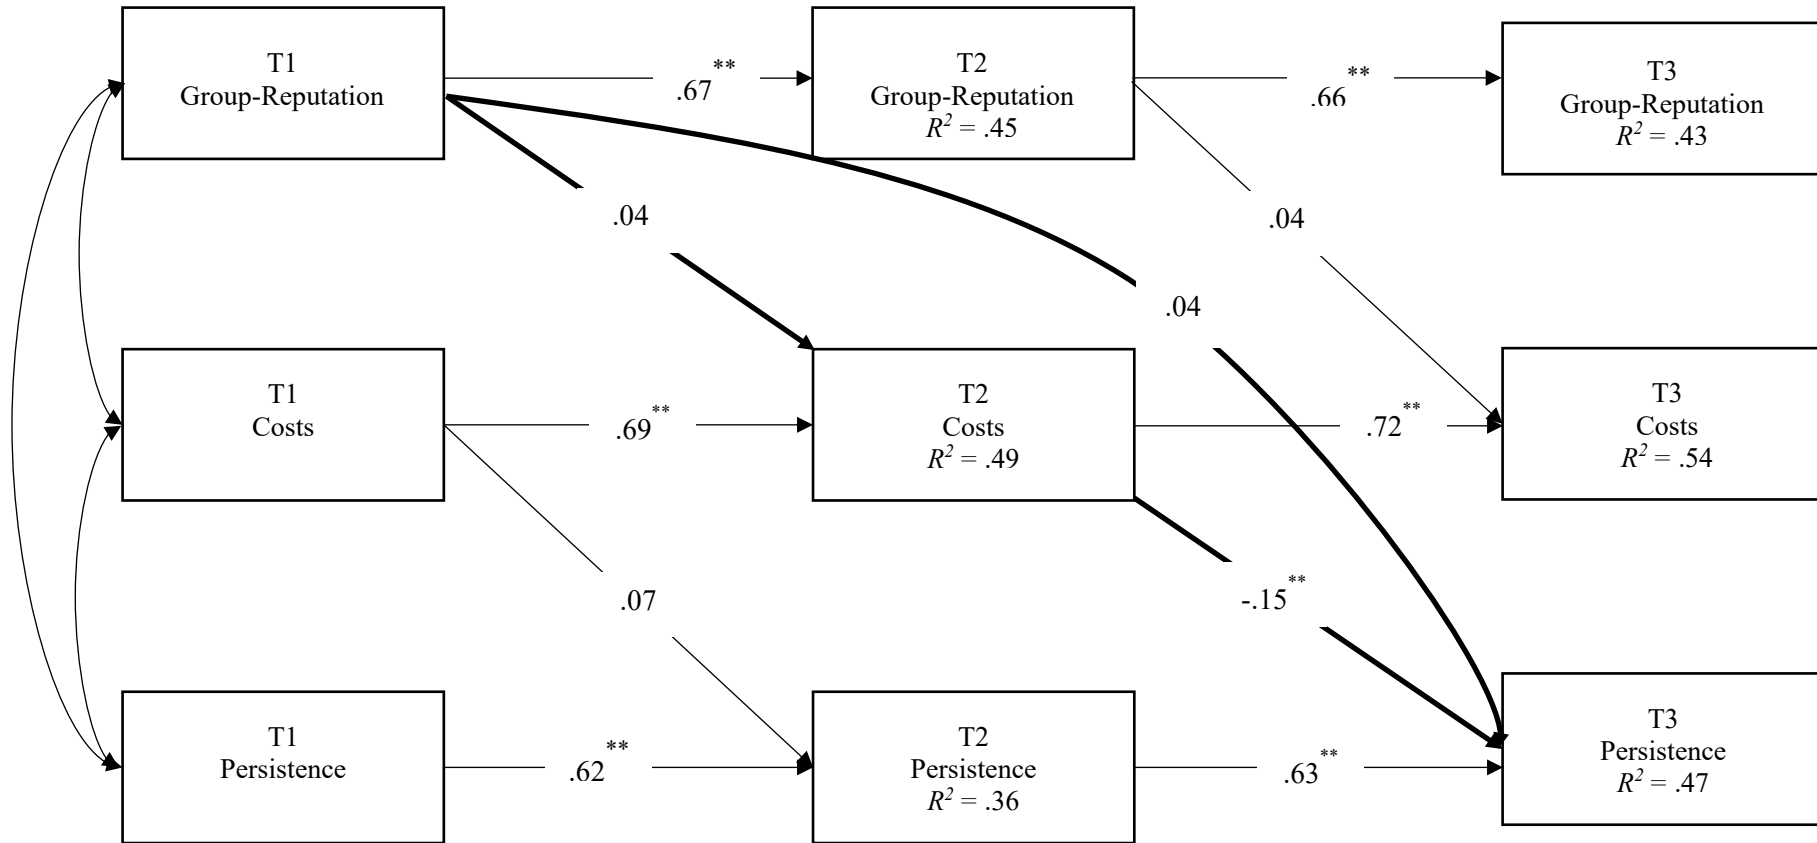 T1
Group-Reputation
.67**
T2
Group-Reputation
R² = .45
.66**
T3
Group-Reputation
R² = .43
.04
.04
.04
T1
Costs
.69**
T2
Costs
R² = .49
.72**
T3
Costs
R² = .54
.07
-.15**
T1
Persistence
.62**
T2
Persistence
R² = .36
.63**
T3
Persistence
R² = .47